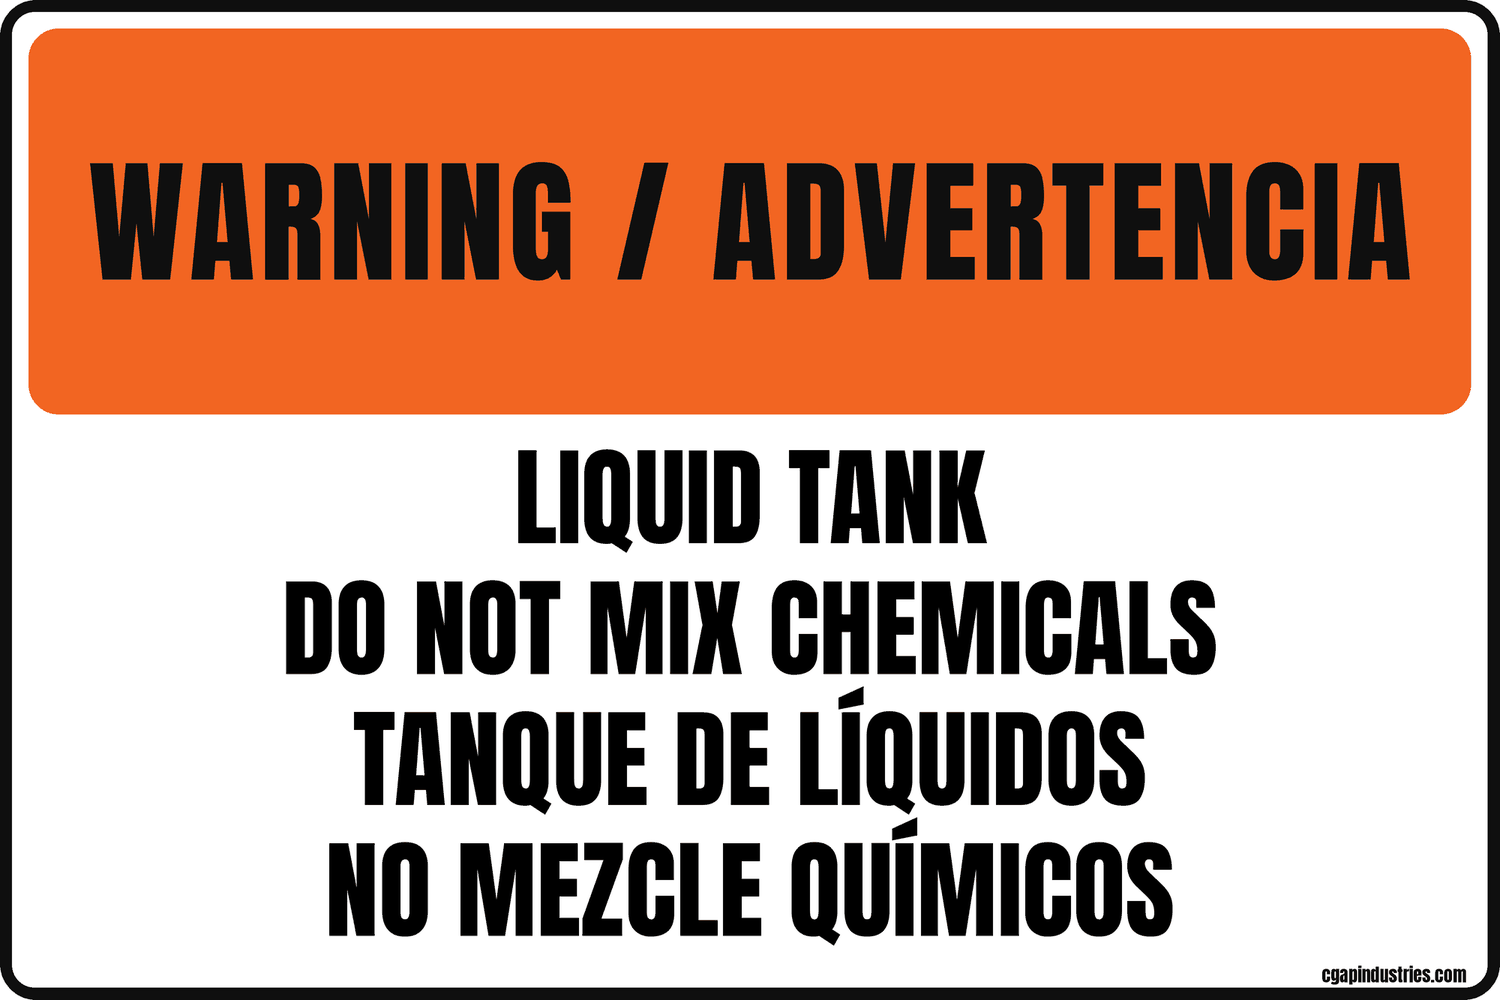 WARNING / ADVERTENCIA
LIQUID TANK
DO NOT MIX CHEMICALS
TANQUE DE LÍQUIDOS
NO MEZCLE QUÍMICOS
cgapindustries.com